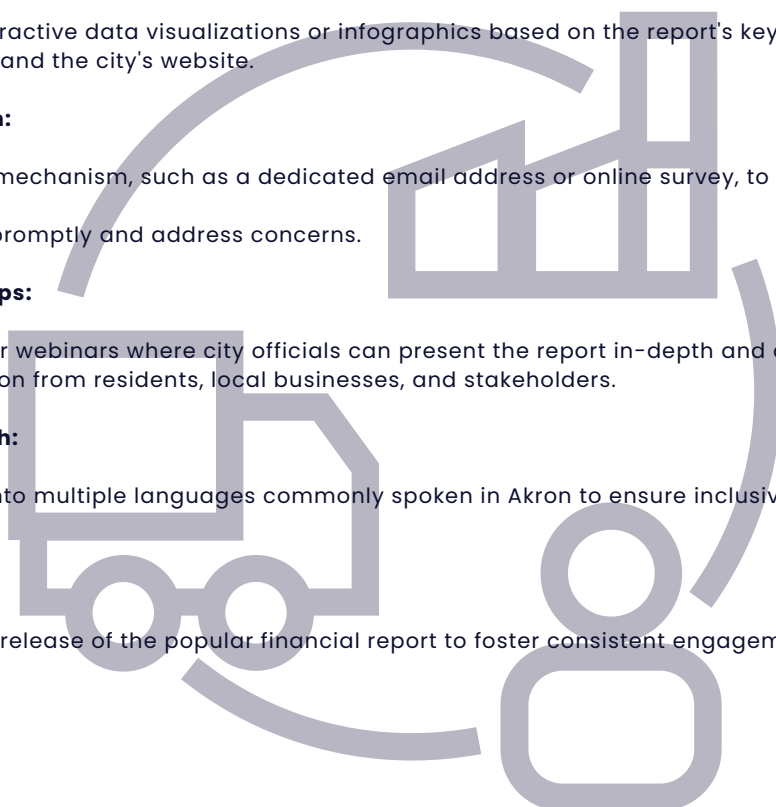 ractive data visualizations or infographics based on the report's key
and the city's website.
n:
mechanism, such as a dedicated email address or online survey, to
promptly and address concerns.
ps:
r webinars where city officials can present the report in-depth and
on from residents, local businesses, and stakeholders.
h:
nto multiple languages commonly spoken in Akron to ensure inclusiv
release of the popular financial report to foster consistent engagem